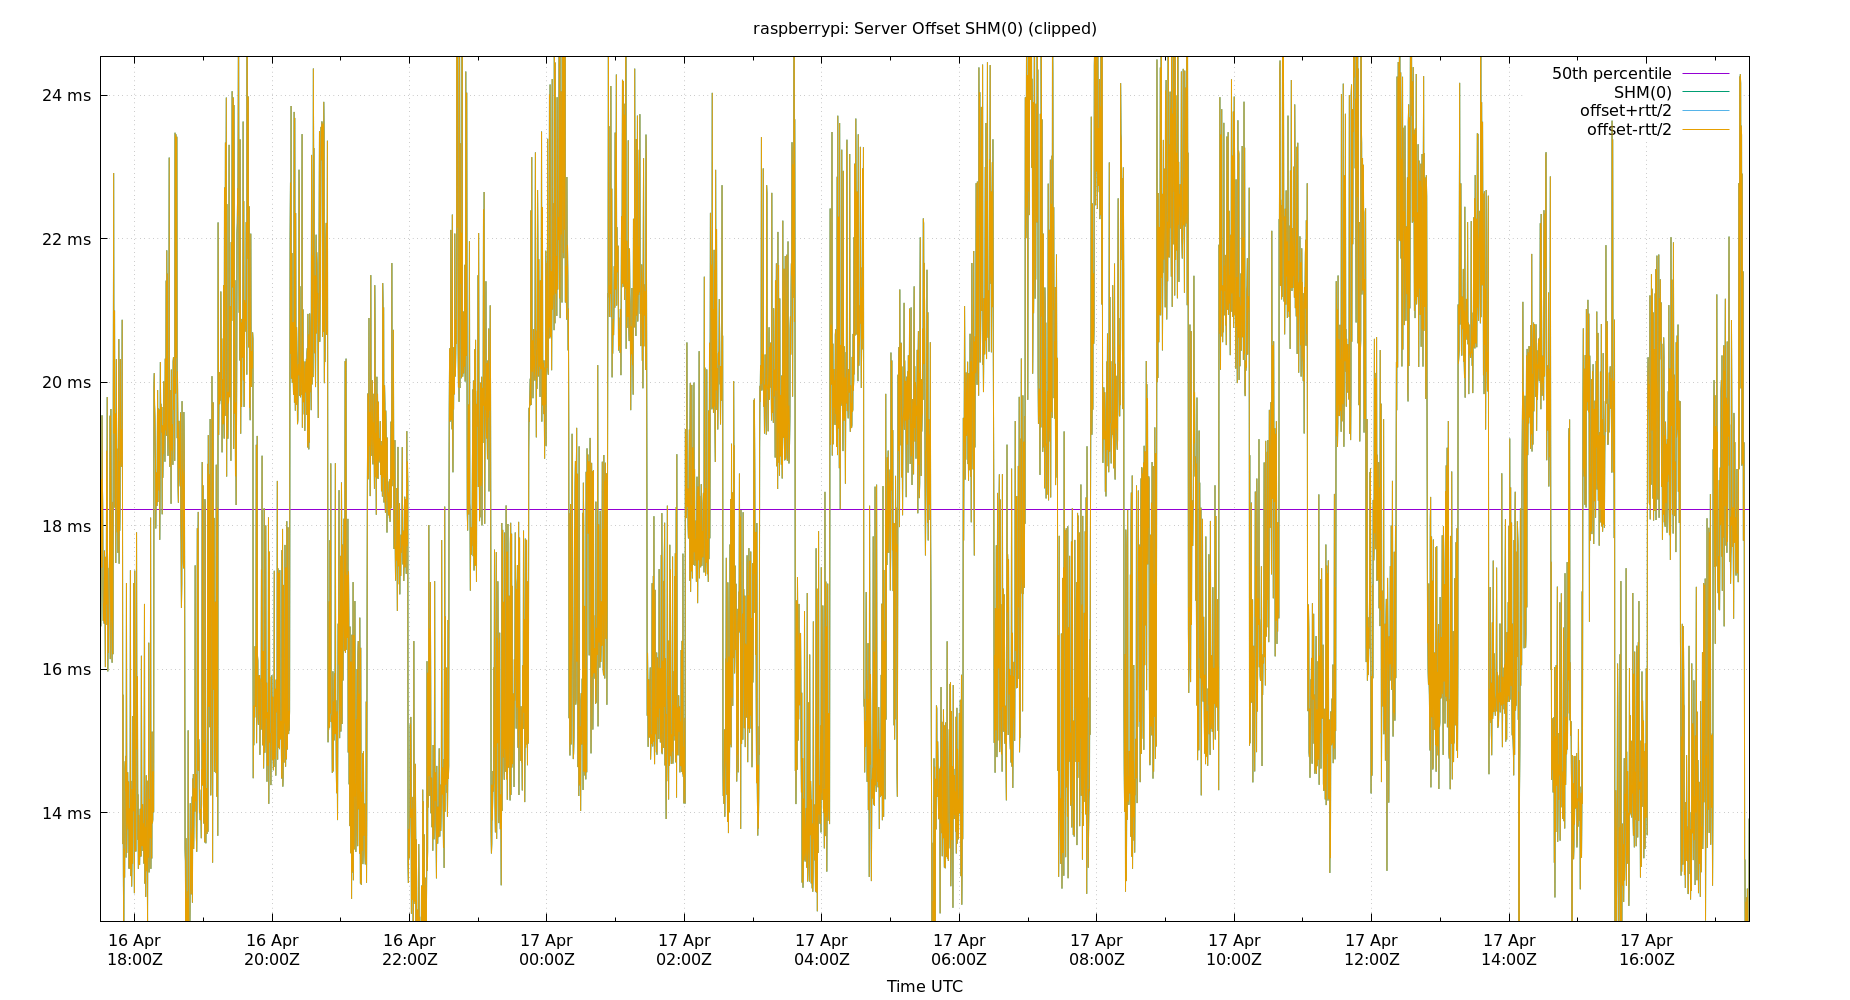 raspberrypi: Server Offset SHM(0) (clipped)
50th percentile
SHM(0)
offset+rtt/2
offset-rtt/2
24 ms
22 ms
20 ms
18 ms
16 ms
14 ms
16 Apr 16 Apr 16 Apr 17 Apr 17 Apr 17 Apr 17 Apr 17 Apr 17 Apr 17 Apr 17 Apr 17 Apr
18:00Z 20:00Z 22:00Z 00:00Z 02:00Z 04:00Z 06:00Z 08:00Z 10:00Z 12:00Z 14:00Z 16:00Z
Time UTC